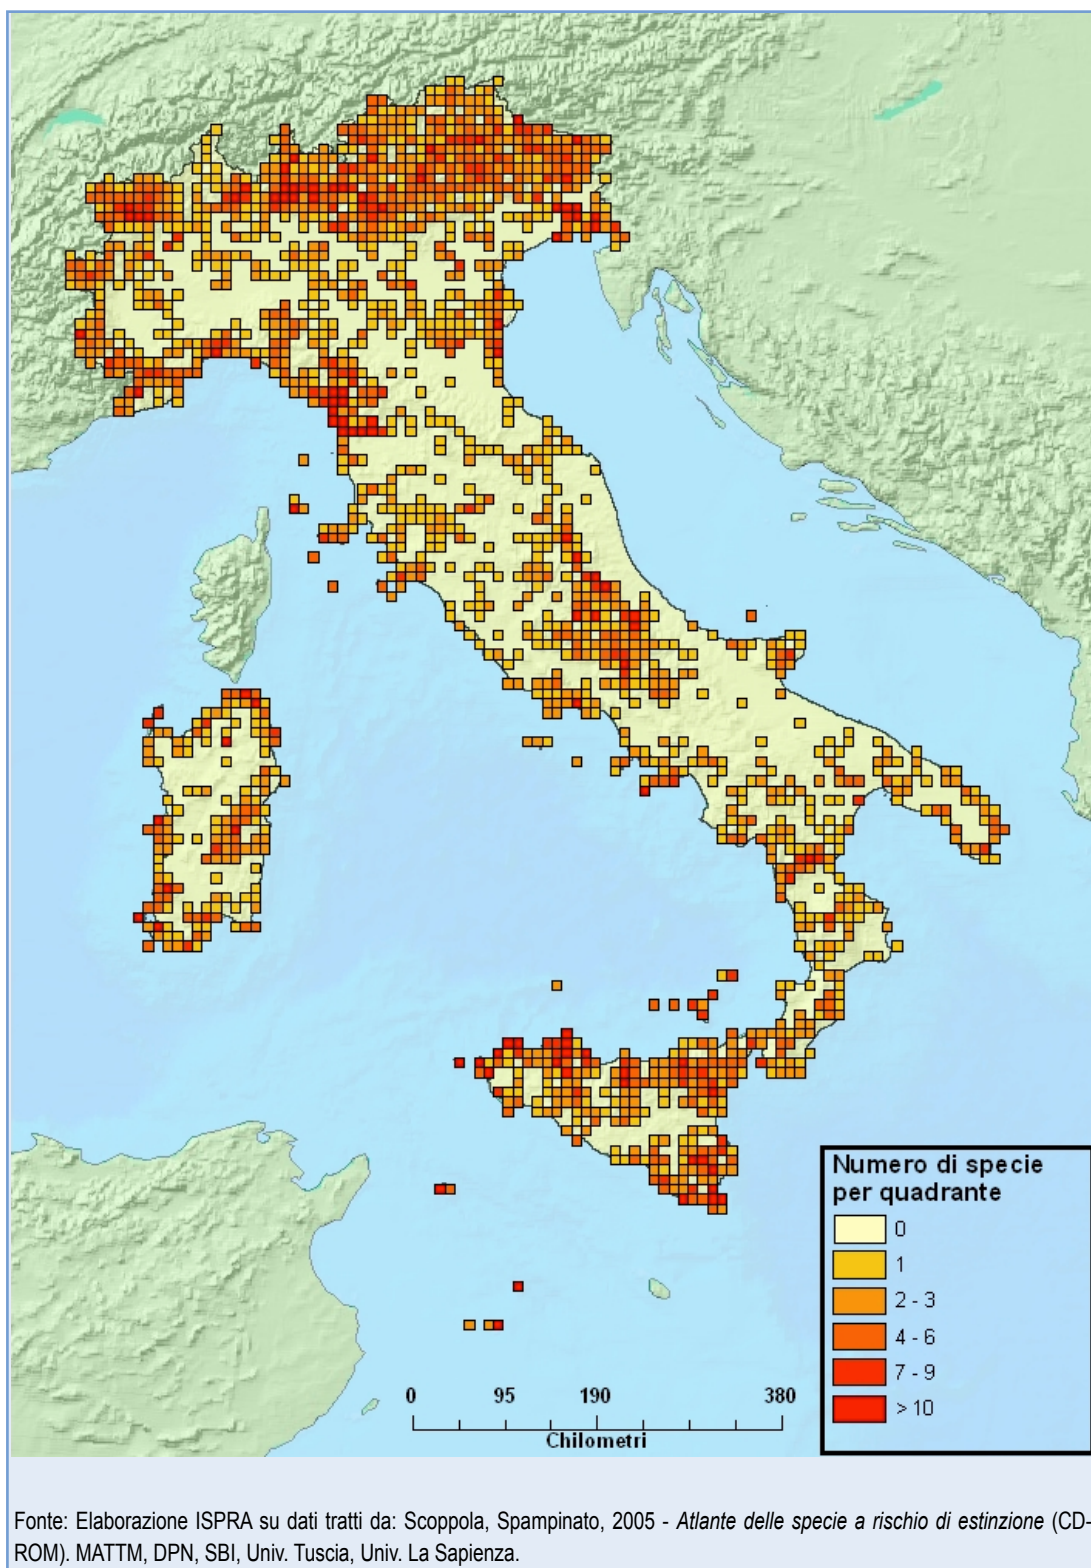 Numero di specie
per quadrante
0
1
2 - 3
4 - 6
7 - 9
> 10
0 95 190 380
Chilometri
Fonte: Elaborazione ISPRA su dati tratti da: Scoppola, Spampinato, 2005 - Atlante delle specie a rischio di estinzione (CD-
ROM). MATTM, DPN, SBI, Univ. Tuscia, Univ. La Sapienza.